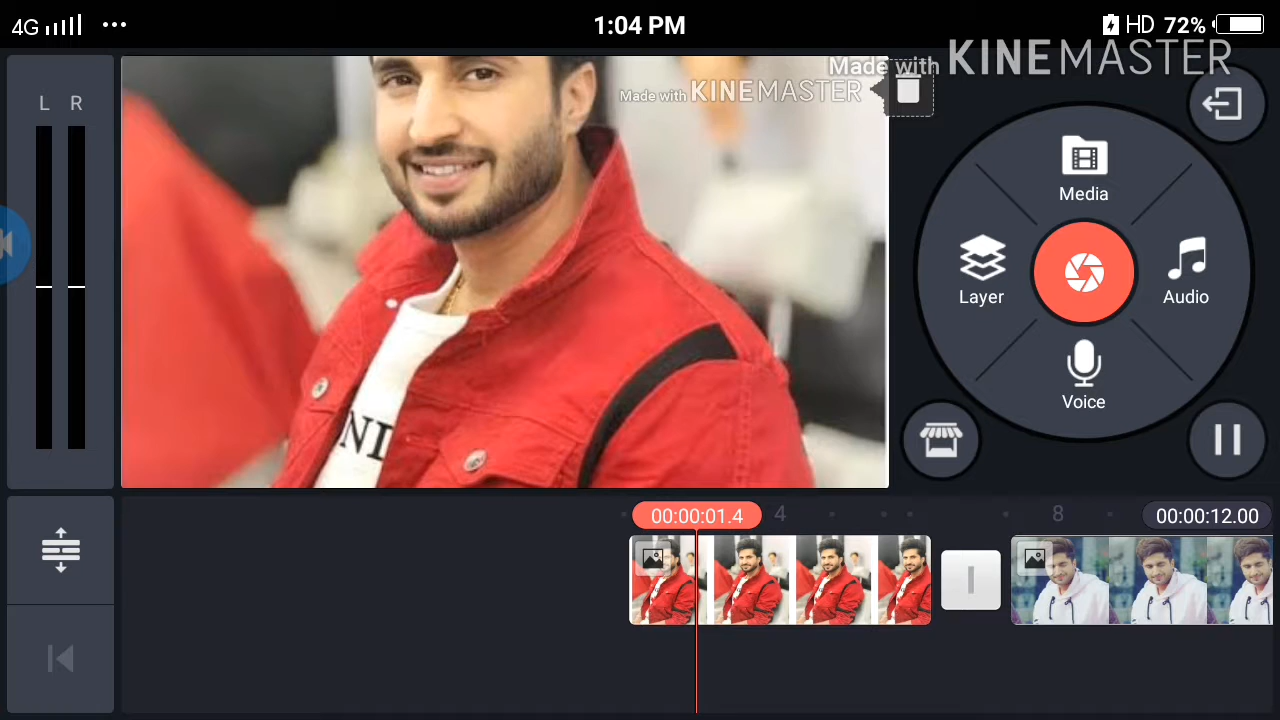 4G 1:04 PM HD 72%
Made with KINEMASTER
Made with KINEMASTER
L R
Media
Layer
Audio
Voice
ND
00:00:01.4 4 8 00:00:12.00